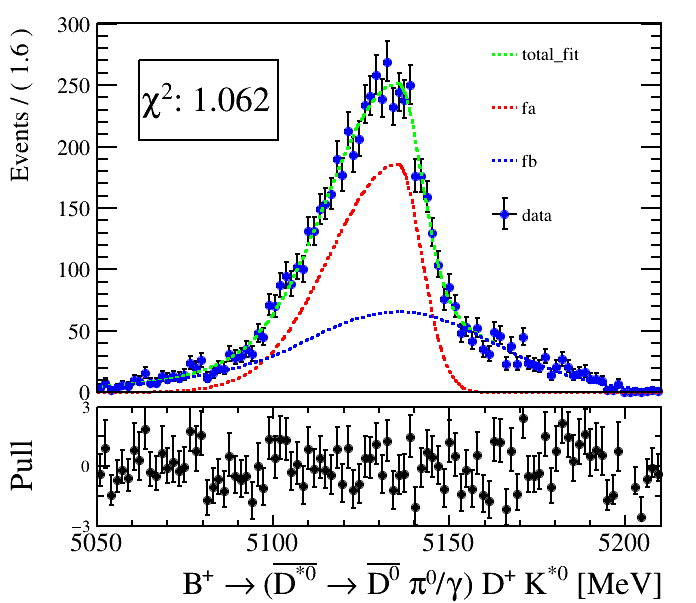 Events / ( 1.6 )
300
250
200
150
100
50
0
χ²: 1.062
total_fit
fa
fb
data
Pull
3
0
−3
5050 5100 5150 5200
B⁺ → (D̅*⁰ → D̅⁰ π⁰/γ) D⁺ K*⁰ [MeV]